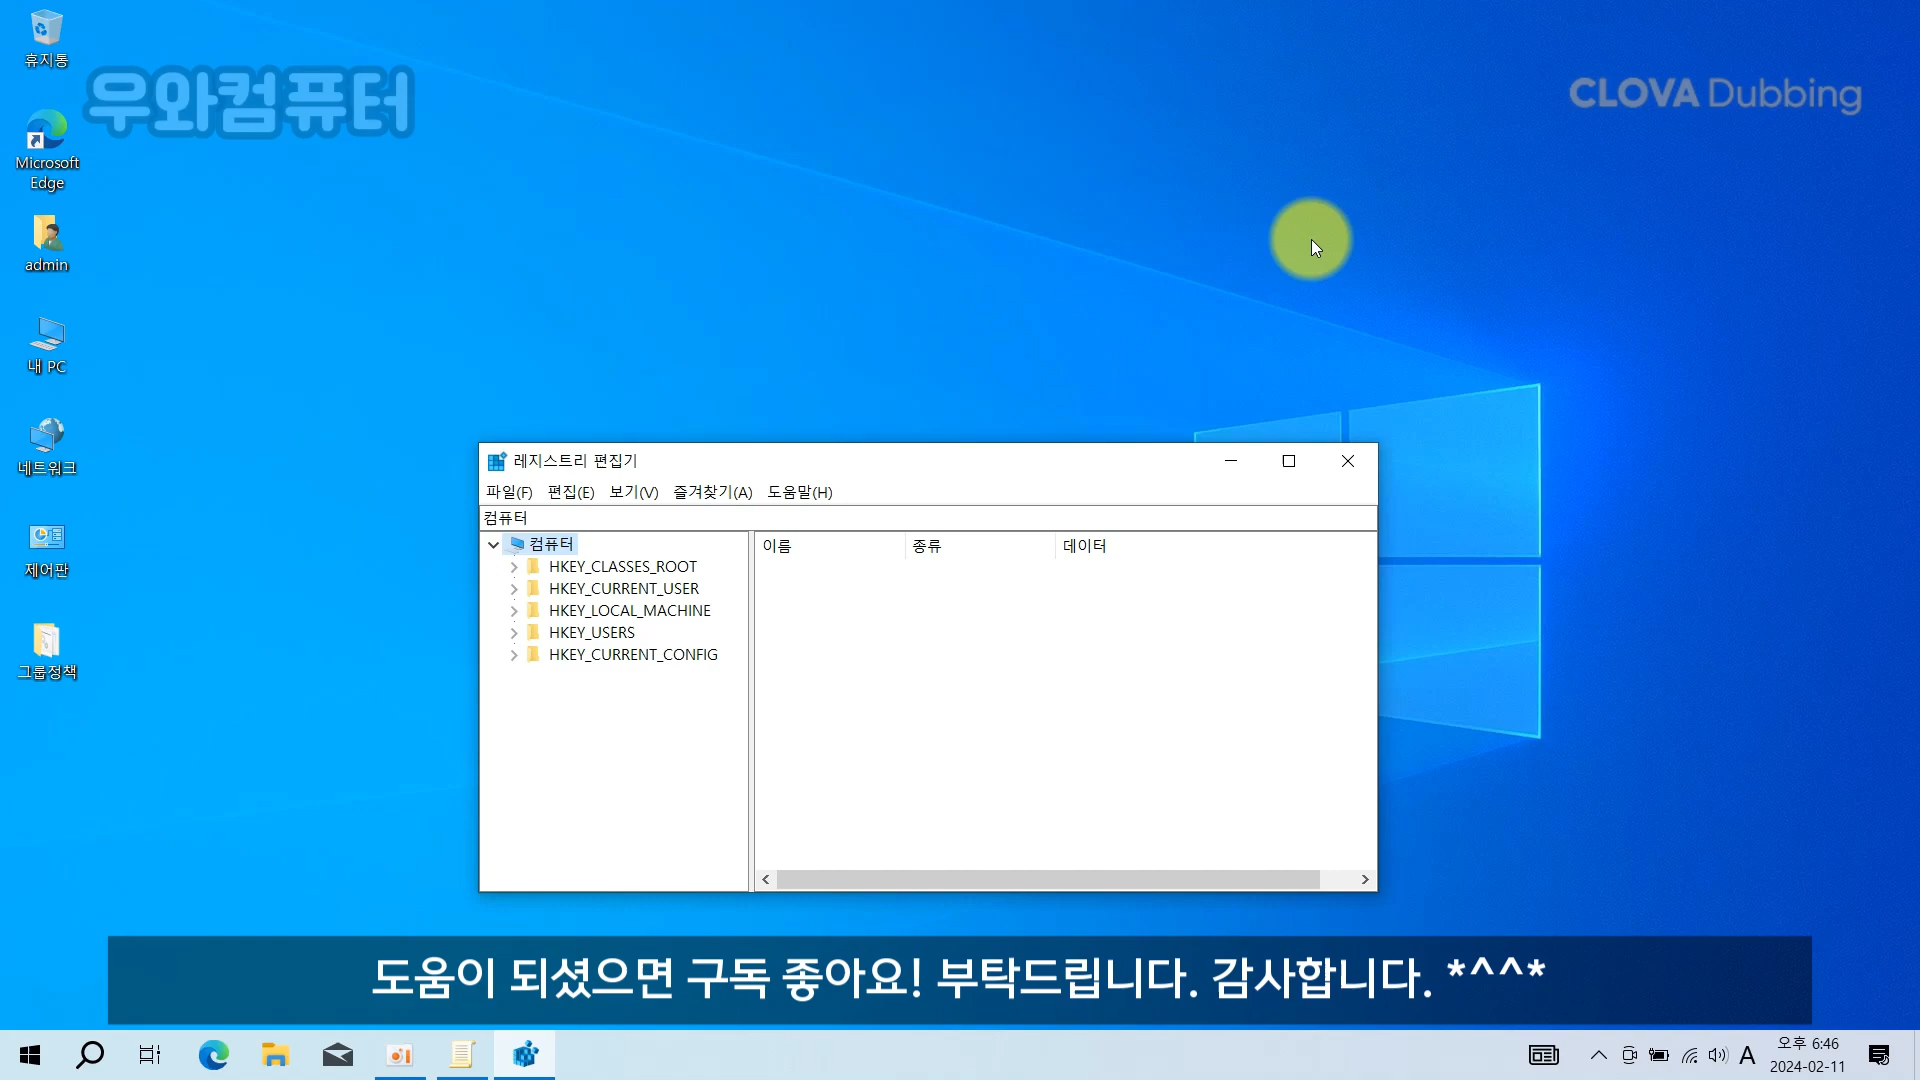 휴지통
우와컴퓨터
CLOVA Dubbing
Microsoft
Edge
admin
내 PC
네트워크
제어판
그룹정책
레지스트리 편집기
파일(F) 편집(E) 보기(V) 즐겨찾기(A) 도움말(H)
컴퓨터
컴퓨터
이름 종류 데이터
HKEY_CLASSES_ROOT
HKEY_CURRENT_USER
HKEY_LOCAL_MACHINE
HKEY_USERS
HKEY_CURRENT_CONFIG
도움이 되셨으면 구독 좋아요! 부탁드립니다. 감사합니다. *^^*
A
오후 6:46
2024-02-11